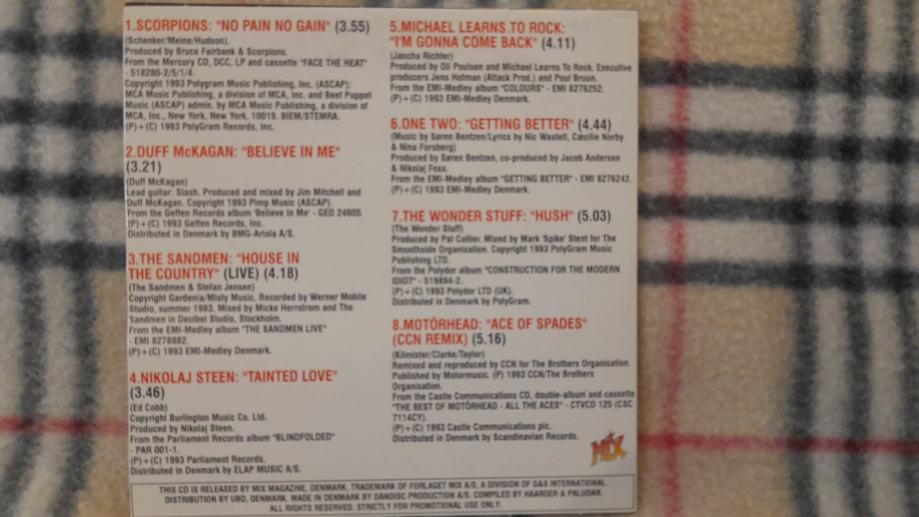 1.SCORPIONS: "NO PAIN NO GAIN" (3.55)
(Schenker/Meine/Hudson).
Produced by Bruce Fairbank & Scorpions.
From the Mercury CD, DCC, LP and cassette "FACE THE HEAT"
- 518280-2/5/1/4.
Copyright 1993 Polygram Music Publishing, Inc. (ASCAP);
MCA Music Publishing, a division of MCA, Inc. and Beef Puppet
Music (ASCAP) admin. by MCA Music Publishing, a division of
MCA, Inc., New York, New York, 10019. BIEM/STEMRA.
(P)+(C) 1993 PolyGram Records, Inc.
2.DUFF McKAGAN: "BELIEVE IN ME"
(3.21)
(Duff McKagan)
Lead guitar: Slash. Produced and mixed by Jim Mitchell and
Duff McKagan. Copyright 1993 Pimp Music (ASCAP).
From the Geffen Records album 'Believe In Me' - GED 24605
(P)+(C) 1993 Geffen Records, Inc.
Distributed in Denmark by BMG-Ariola A/S.
3.THE SANDMEN: "HOUSE IN
THE COUNTRY" (LIVE) (4.18)
(The Sandmen & Stefan Jensen)
Copyright Gardenia/Misty Music. Recorded by Werner Mobile
Studio, summer 1993. Mixed by Micke Herrstrom and The
Sandmen in Decibel Studio, Stockholm.
From the EMI-Medley album "THE SANDMEN LIVE"
- EMI 8278882.
(P)+(C) 1993 EMI-Medley Denmark.
4.NIKOLAJ STEEN: "TAINTED LOVE"
(3.46)
(Ed Cobb)
Copyright Burlington Music Co. Ltd.
Produced by Nikolaj Steen.
From the Parliament Records album "BLINDFOLDED"
- PAR 001-1.
(P)+(C) 1993 Parliament Records.
Distributed in Denmark by ELAP MUSIC A/S.
5.MICHAEL LEARNS TO ROCK:
"I'M GONNA COME BACK" (4.11)
(Jascha Richter)
Produced by Oli Poulsen and Michael Learns To Rock. Executive
producers Jens Hofman (Attack Prod.) and Poul Bruun.
From the EMI-Medley album "COLOURS" - EMI 8276252.
(P)+(C) 1993 EMI-Medley Denmark.
6.ONE TWO: "GETTING BETTER" (4.44)
(Music by Søren Bentzen/Lyrics by Nic Wastell, Cæcilie Norby
& Nina Forsberg)
Produced by Søren Bentzen, co-produced by Jacob Andersen
& Nikolaj Foss.
From the EMI-Medley album "GETTING BETTER" - EMI 8276242.
(P)+(C) 1993 EMI-Medley Denmark.
7.THE WONDER STUFF: "HUSH" (5.03)
(The Wonder Stuff)
Produced by Pat Collier. Mixed by Mark 'Spike' Stent for The
Smoothside Organisation. Copyright 1993 PolyGram Music
Publishing LTD.
From the Polydor album "CONSTRUCTION FOR THE MODERN
IDIOT" - 519894-2.
(P)+(C) 1993 Polydor LTD (UK).
Distributed in Denmark by PolyGram.
8.MOTÖRHEAD: "ACE OF SPADES"
(CCN REMIX) (5.16)
(Kilmister/Clarke/Taylor)
Remixed and reproduced by CCN for The Brothers Organisation.
Published by Motormusic. (P) 1993 CCN/The Brothers
Organisation.
From the Castle Communications CD, double-album and cassette
"THE BEST OF MOTÖRHEAD - ALL THE ACES" - CTVCD 125 (CSC
7114CY).
(P)+(C) 1993 Castle Communications plc.
Distributed in Denmark by Scandinavian Records.
MIX
THIS CD IS RELEASED BY MIX MAGAZINE, DENMARK, TRADEMARK OF FORLAGET MIX A/S, A DIVISION OF G&S INTERNATIONAL.
DISTRIBUTION BY UBO, DENMARK. MADE IN DENMARK BY DANDISC PRODUCTION A/S. COMPILED BY HAARDER & PALUDAN.
ALL RIGHTS RESERVED. STRICTLY FOR PROMOTIONAL USE ONLY.